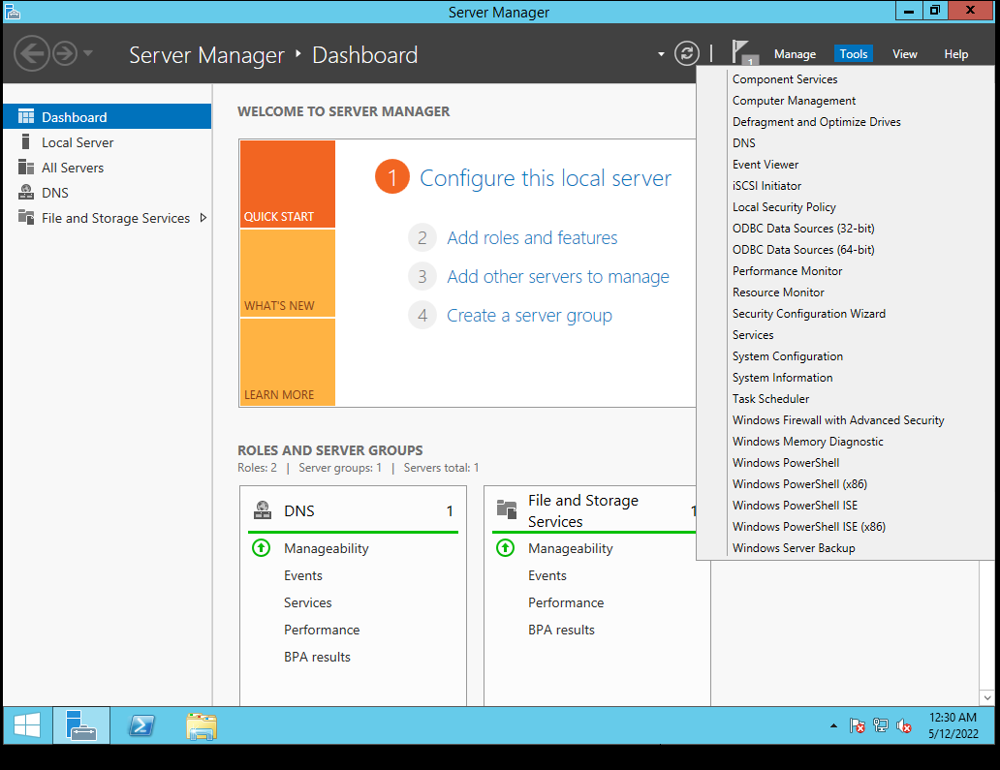 Server Manager
Server Manager ‣ Dashboard
1
Manage
Tools
View
Help
Dashboard
Local Server
All Servers
DNS
File and Storage Services
WELCOME TO SERVER MANAGER
QUICK START
WHAT'S NEW
LEARN MORE
1 Configure this local server
2 Add roles and features
3 Add other servers to manage
4 Create a server group
ROLES AND SERVER GROUPS
Roles: 2 | Server groups: 1 | Servers total: 1
DNS 1
Manageability
Events
Services
Performance
BPA results
File and Storage
Services
1
Manageability
Events
Performance
BPA results
Component Services
Computer Management
Defragment and Optimize Drives
DNS
Event Viewer
iSCSI Initiator
Local Security Policy
ODBC Data Sources (32-bit)
ODBC Data Sources (64-bit)
Performance Monitor
Resource Monitor
Security Configuration Wizard
Services
System Configuration
System Information
Task Scheduler
Windows Firewall with Advanced Security
Windows Memory Diagnostic
Windows PowerShell
Windows PowerShell (x86)
Windows PowerShell ISE
Windows PowerShell ISE (x86)
Windows Server Backup
12:30 AM
5/12/2022